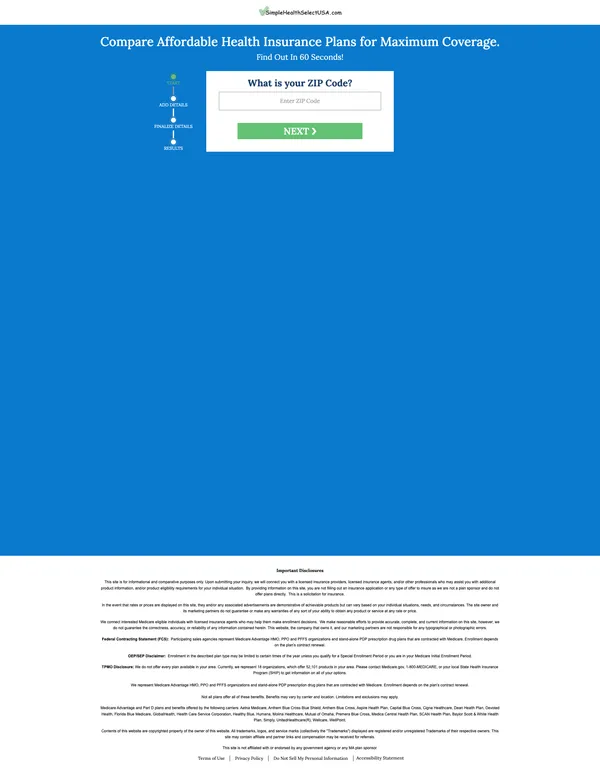 SimpleHealthSelectUSA.com
Compare Affordable Health Insurance Plans for Maximum Coverage.
Find Out In 60 Seconds!
START
ADD DETAILS
FINALIZE DETAILS
RESULTS
What is your ZIP Code?
Enter ZIP Code
NEXT ❯
Important Disclosures
This site is for informational and comparative purposes only. Upon submitting your inquiry, we will connect you with a licensed insurance providers, licensed insurance agents, and/or other professionals who may assist you with additional
product information, and/or product eligibility requirements for your individual situation. By providing information on this site, you are not filling out an insurance application or any type of offer to insure as we are not a plan sponsor and do not
offer plans directly. This is a solicitation for insurance.
In the event that rates or prices are displayed on this site, they and/or any associated advertisements are demonstrative of achievable products but can vary based on your individual situations, needs, and circumstances. The site owner and
its marketing partners do not guarantee or make any warranties of any sort of your ability to obtain any product or service at any rate or price.
We connect interested Medicare eligible individuals with licensed insurance agents who may help them make enrollment decisions. We make reasonable efforts to provide accurate, complete, and current information on this site, however, we
do not guarantee the correctness, accuracy, or reliability of any information contained herein. This website, the company that owns it, and our marketing partners are not responsible for any typographical or photographic errors.
Federal Contracting Statement (FCS): Participating sales agencies represent Medicare Advantage HMO, PPO and PFFS organizations and stand-alone PDP prescription drug plans that are contracted with Medicare. Enrollment depends
on the plan's contract renewal.
OEP/SEP Disclaimer: Enrollment in the described plan type may be limited to certain times of the year unless you qualify for a Special Enrollment Period or you are in your Medicare Initial Enrollment Period.
TPMO Disclosure: We do not offer every plan available in your area. Currently, we represent 18 organizations, which offer 52,101 products in your area. Please contact Medicare.gov, 1-800-MEDICARE, or your local State Health Insurance
Program (SHIP) to get information on all of your options.
We represent Medicare Advantage HMO, PPO and PFFS organizations and stand-alone PDP prescription drug plans that are contracted with Medicare. Enrollment depends on the plan's contract renewal.
Not all plans offer all of these benefits. Benefits may vary by carrier and location. Limitations and exclusions may apply
Medicare Advantage and Part D plans and benefits offered by the following carriers: Aetna Medicare, Anthem Blue Cross Blue Shield, Anthem Blue Cross, Aspire Health Plan, Capital Blue Cross, Cigna Healthcare, Dean Health Plan, Devoted
Health, Florida Blue Medicare, GlobalHealth, Health Care Service Corporation, Healthy Blue, Humana, Molina Healthcare, Mutual of Omaha, Premera Blue Cross, Medica Central Health Plan, SCAN Health Plan, Baylor Scott & White Health
Plan, Simply, UnitedHealthcare(R), Wellcare, WellPoint
Contents of this website are copyrighted property of the owner of this website. All trademarks, logos, and service marks (collectively the "Trademarks") displayed are registered and/or unregistered Trademarks of their respective owners. This
site may contain affiliate and partner links and compensation may be received for referrals.
This site is not affiliated with or endorsed by any government agency or any MA plan sponsor
Terms of Use | Privacy Policy | Do Not Sell My Personal Information | Accessibility Statement